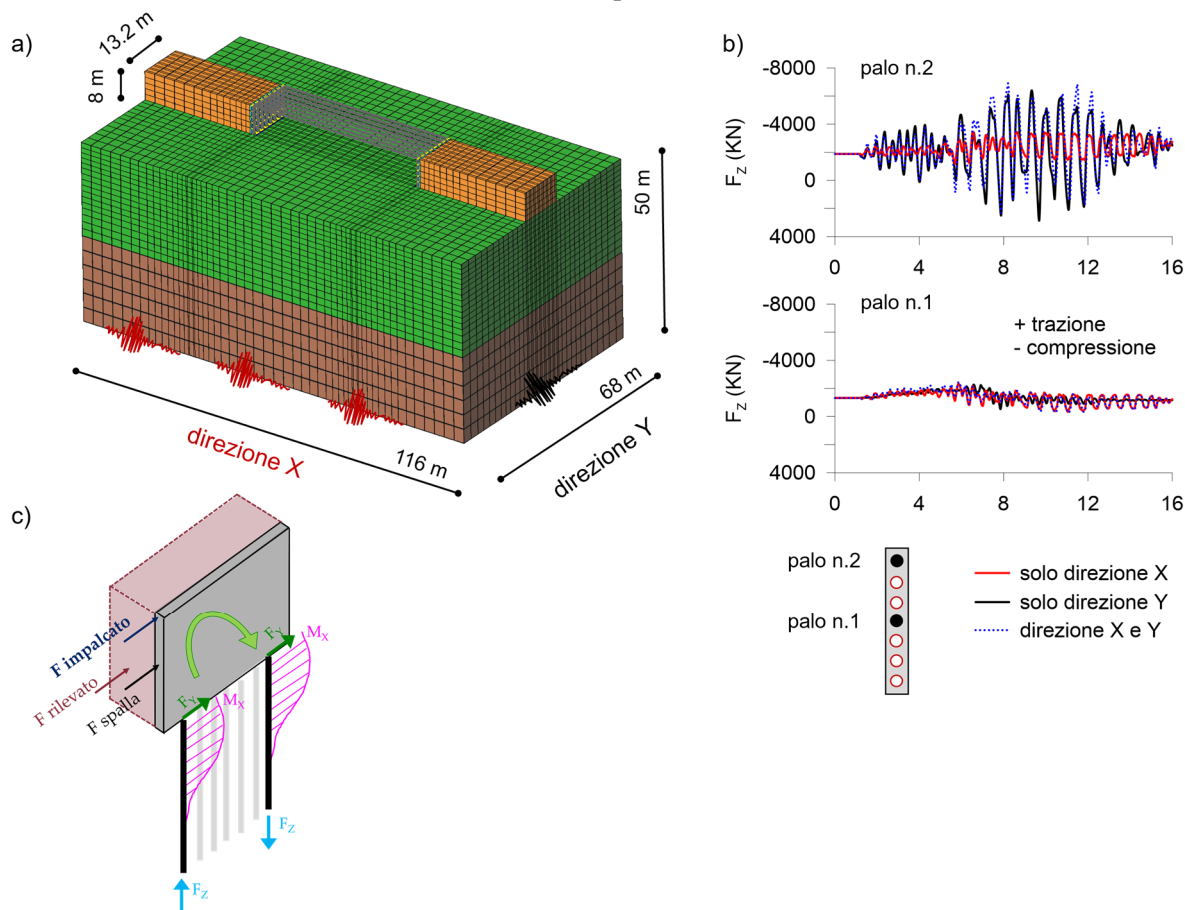 a)
13.2 m
8 m
50 m
68 m
116 m
direzione X
direzione Y
b)
palo n.2
-8000
-4000
0
4000
F_Z (KN)
0 4 8 12 16
palo n.1
+ trazione
- compressione
-8000
-4000
0
4000
F_Z (KN)
0 4 8 12 16
palo n.2
palo n.1
solo direzione X
solo direzione Y
direzione X e Y
c)
F impalcato
F rilevato
F spalla
F_Y M_X
F_Y M_X
F_Z
F_Z